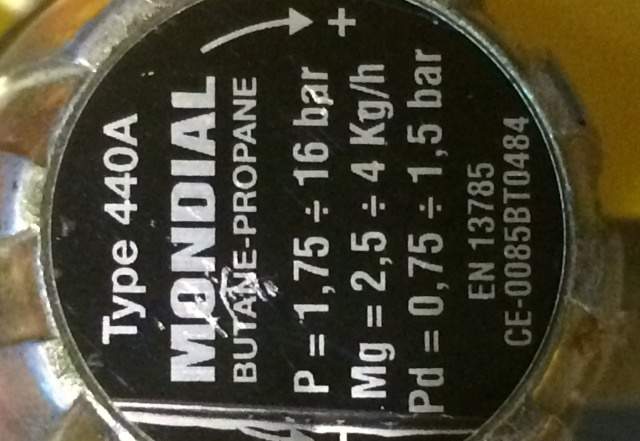 Type 440A
MONDIAL
BUTANE-PROPANE
P = 1,75 ÷ 16 bar
Mg = 2,5 ÷ 4 Kg/h
Pd = 0,75 ÷ 1,5 bar
EN 13785
CE-0085BT0484
+